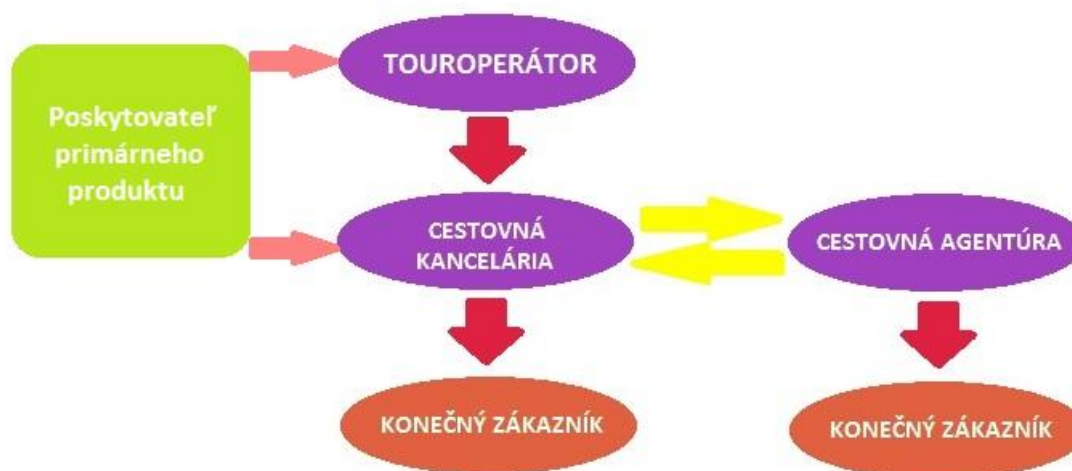 TOUROPERÁTOR
Poskytovateľ
primárneho
produktu
CESTOVNÁ
KANCELÁRIA
CESTOVNÁ AGENTÚRA
KONEČNÝ ZÁKAZNÍK
KONEČNÝ ZÁKAZNÍK